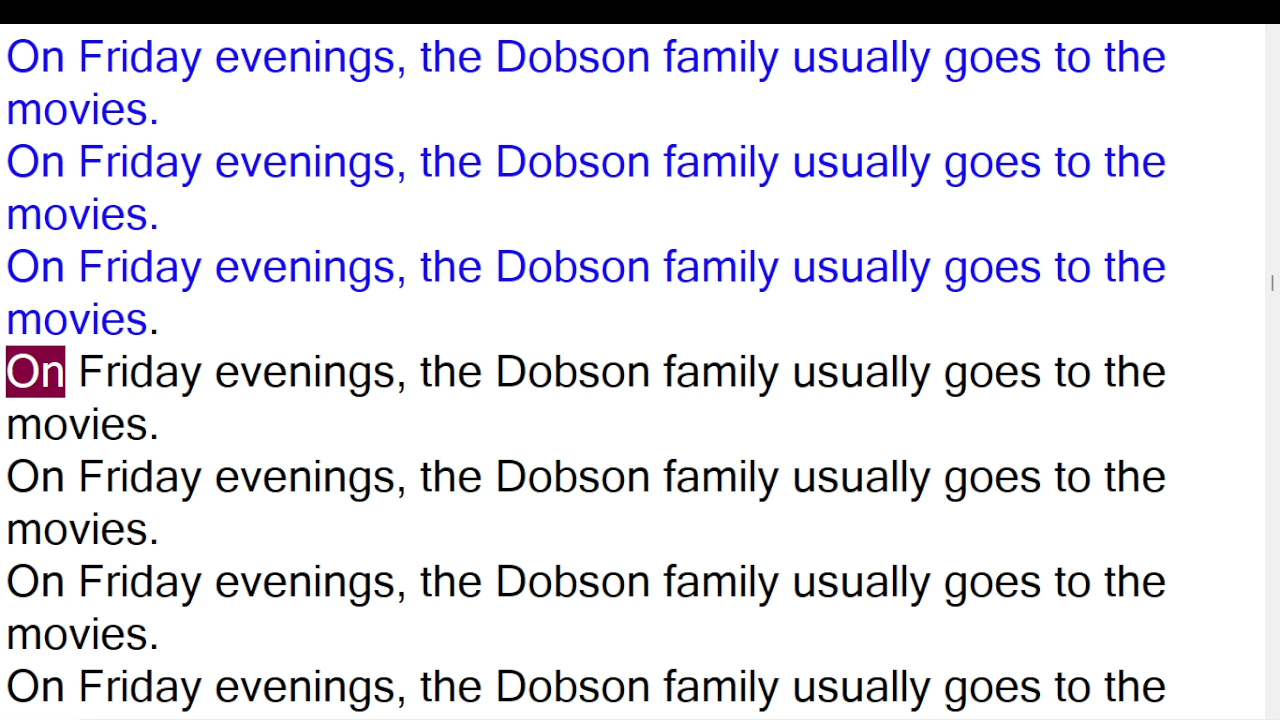 On Friday evenings, the Dobson family usually goes to the
movies.
On Friday evenings, the Dobson family usually goes to the
movies.
On Friday evenings, the Dobson family usually goes to the
movies.
On Friday evenings, the Dobson family usually goes to the
movies.
On Friday evenings, the Dobson family usually goes to the
movies.
On Friday evenings, the Dobson family usually goes to the
movies.
On Friday evenings, the Dobson family usually goes to the